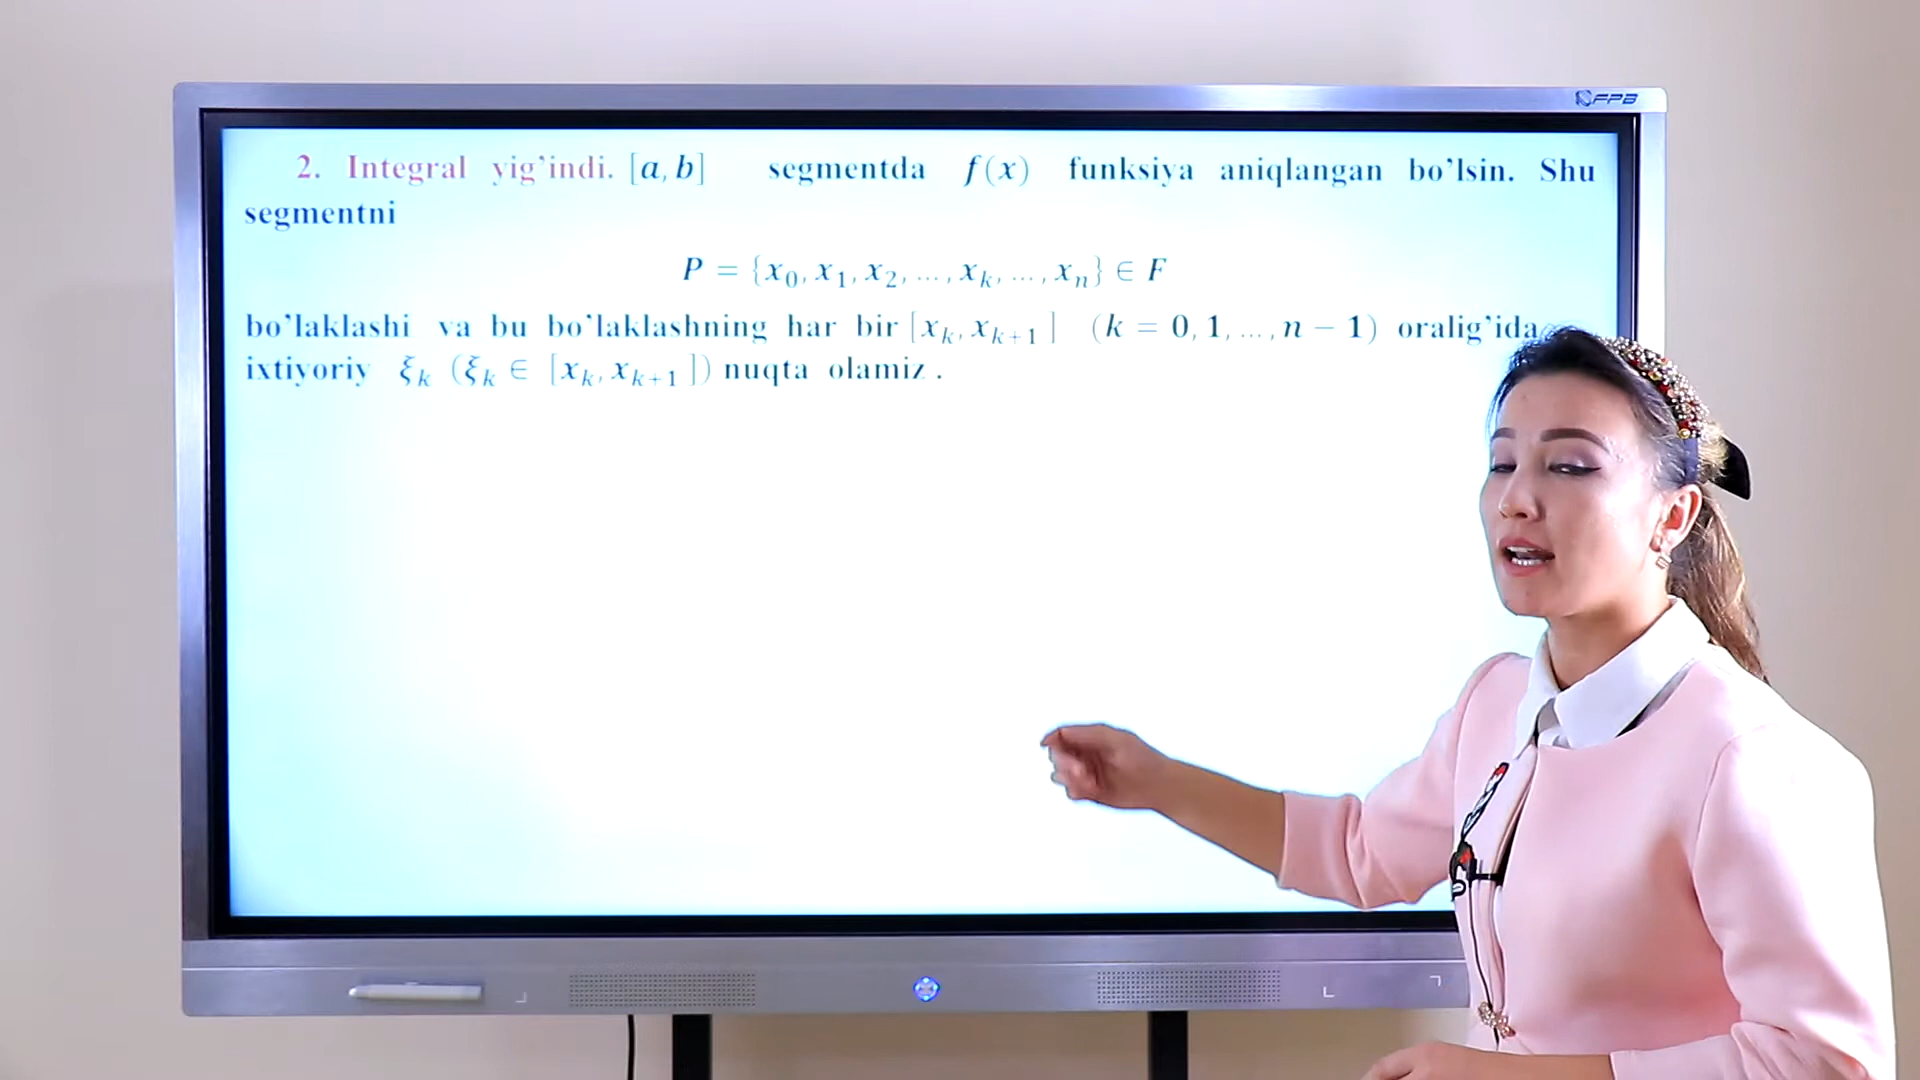 FPB
2. Integral yig’indi. [a, b] segmentda f(x) funksiya aniqlangan bo’lsin. Shu
segmentni
P = {x₀, x₁, x₂, ..., xₖ, ..., xₙ} ∈ F
bo’laklashi va bu bo’laklashning har bir [xₖ, xₖ₊₁] (k = 0, 1, ..., n − 1) oralig’ida
ixtiyoriy ξₖ (ξₖ ∈ [xₖ, xₖ₊₁]) nuqta olamiz.